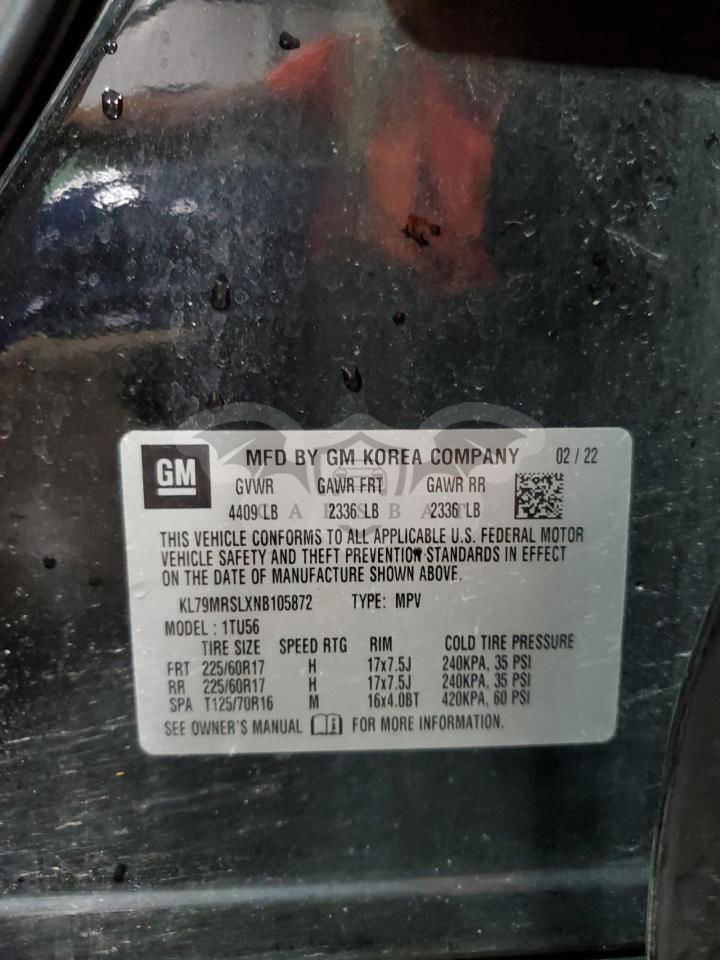 GM
MFD BY GM KOREA COMPANY 02 / 22
GVWR GAWR FRT GAWR RR
4409 LB 2336 LB 2336 LB
CARSBAT
THIS VEHICLE CONFORMS TO ALL APPLICABLE U.S. FEDERAL MOTOR
VEHICLE SAFETY AND THEFT PREVENTION STANDARDS IN EFFECT
ON THE DATE OF MANUFACTURE SHOWN ABOVE.
KL79MRSLXNB105872 TYPE: MPV
MODEL : 1TU56
TIRE SIZE SPEED RTG RIM COLD TIRE PRESSURE
FRT 225/60R17 H 17x7.5J 240KPA, 35 PSI
RR 225/60R17 H 17x7.5J 240KPA, 35 PSI
SPA T125/70R16 M 16x4.0BT 420KPA, 60 PSI
SEE OWNER'S MANUAL FOR MORE INFORMATION.